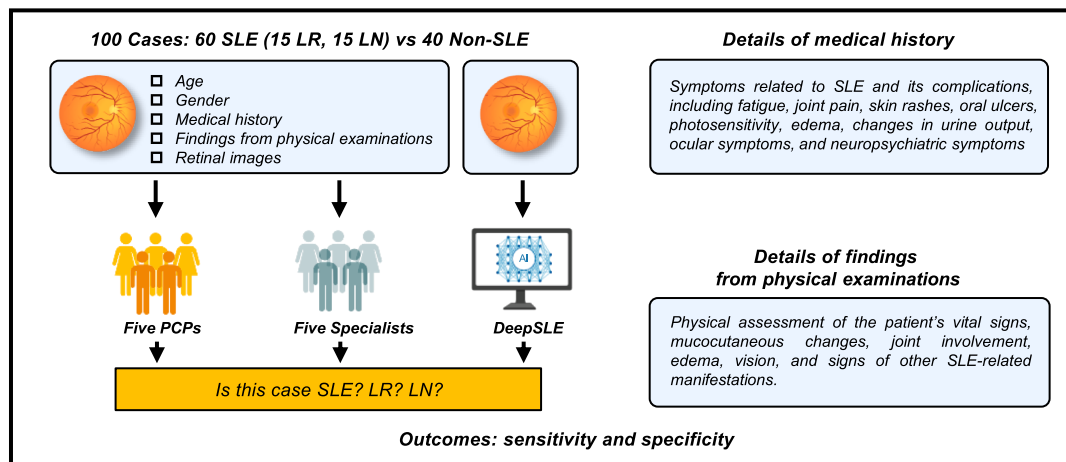 100 Cases: 60 SLE (15 LR, 15 LN) vs 40 Non-SLE
Age
Gender
Medical history
Findings from physical examinations
Retinal images
Five PCPs
Five Specialists
AI
DeepSLE
Is this case SLE? LR? LN?
Details of medical history
Symptoms related to SLE and its complications,
including fatigue, joint pain, skin rashes, oral ulcers,
photosensitivity, edema, changes in urine output,
ocular symptoms, and neuropsychiatric symptoms
Details of findings
from physical examinations
Physical assessment of the patient's vital signs,
mucocutaneous changes, joint involvement,
edema, vision, and signs of other SLE-related
manifestations.
Outcomes: sensitivity and specificity